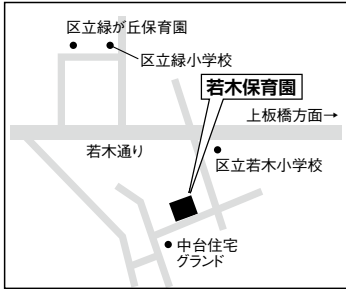 区立緑が丘保育園
区立緑小学校
若木保育園
上板橋方面→
若木通り
区立若木小学校
中台住宅
グランド